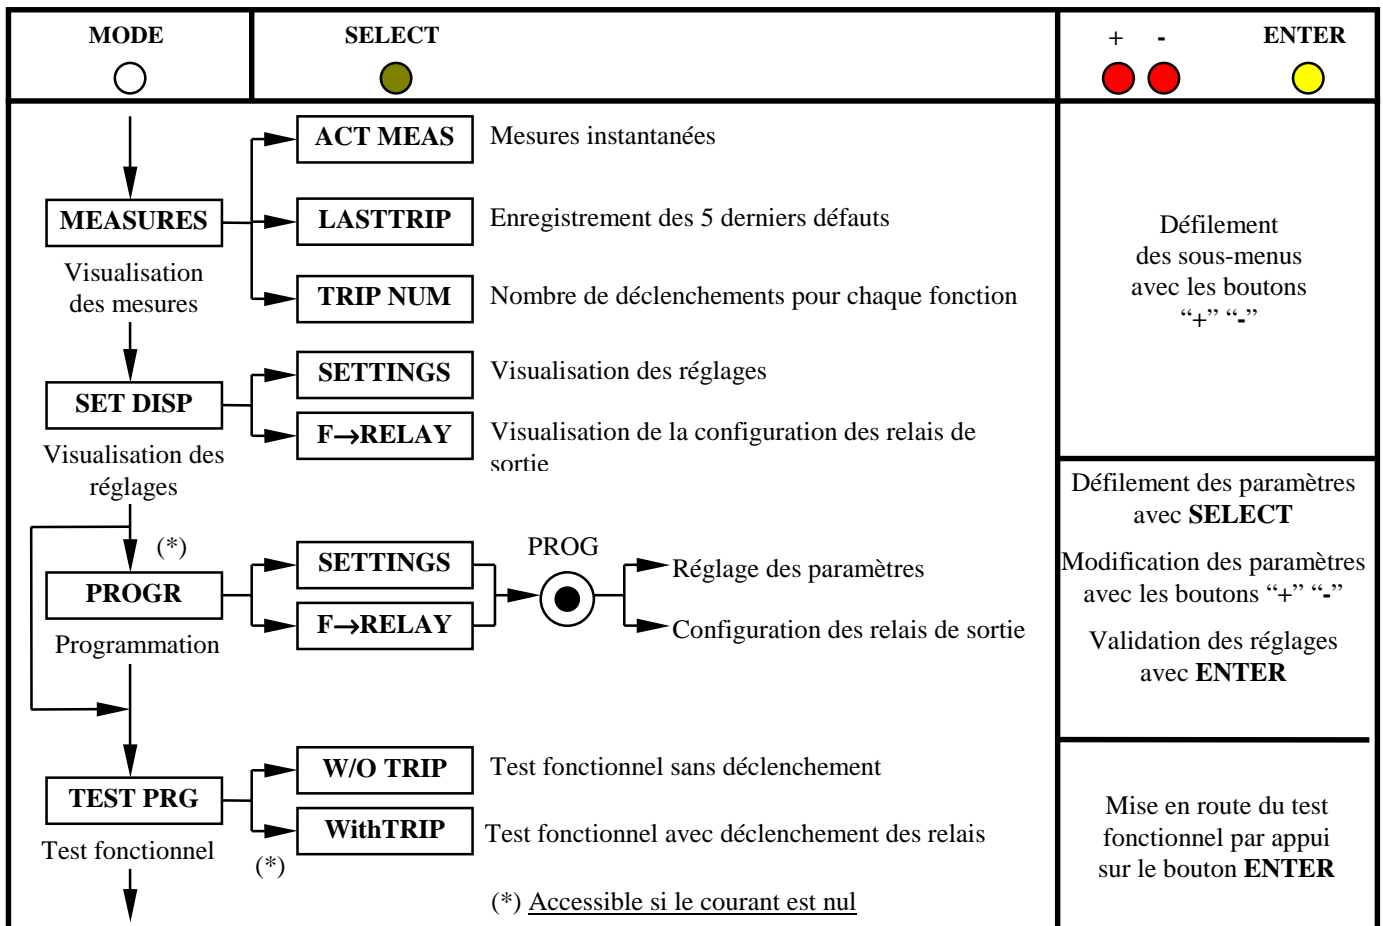 MODE
SELECT
+ -
ENTER
ACT MEAS Mesures instantanées
MEASURES
LASTTRIP Enregistrement des 5 derniers défauts
Visualisation
des mesures
TRIP NUM Nombre de déclenchements pour chaque fonction
Défilement
des sous-menus
avec les boutons
“+” “-”
SETTINGS Visualisation des réglages
SET DISP
F→RELAY Visualisation de la configuration des relais de
sortie
Visualisation des
réglages
(*)
PROGR
Programmation
SETTINGS
F→RELAY
PROG
Réglage des paramètres
Configuration des relais de sortie
Défilement des paramètres
avec SELECT
Modification des paramètres
avec les boutons “+” “-”
Validation des réglages
avec ENTER
W/O TRIP Test fonctionnel sans déclenchement
TEST PRG
WithTRIP Test fonctionnel avec déclenchement des relais
Test fonctionnel
(*)
(*) Accessible si le courant est nul
Mise en route du test
fonctionnel par appui
sur le bouton ENTER